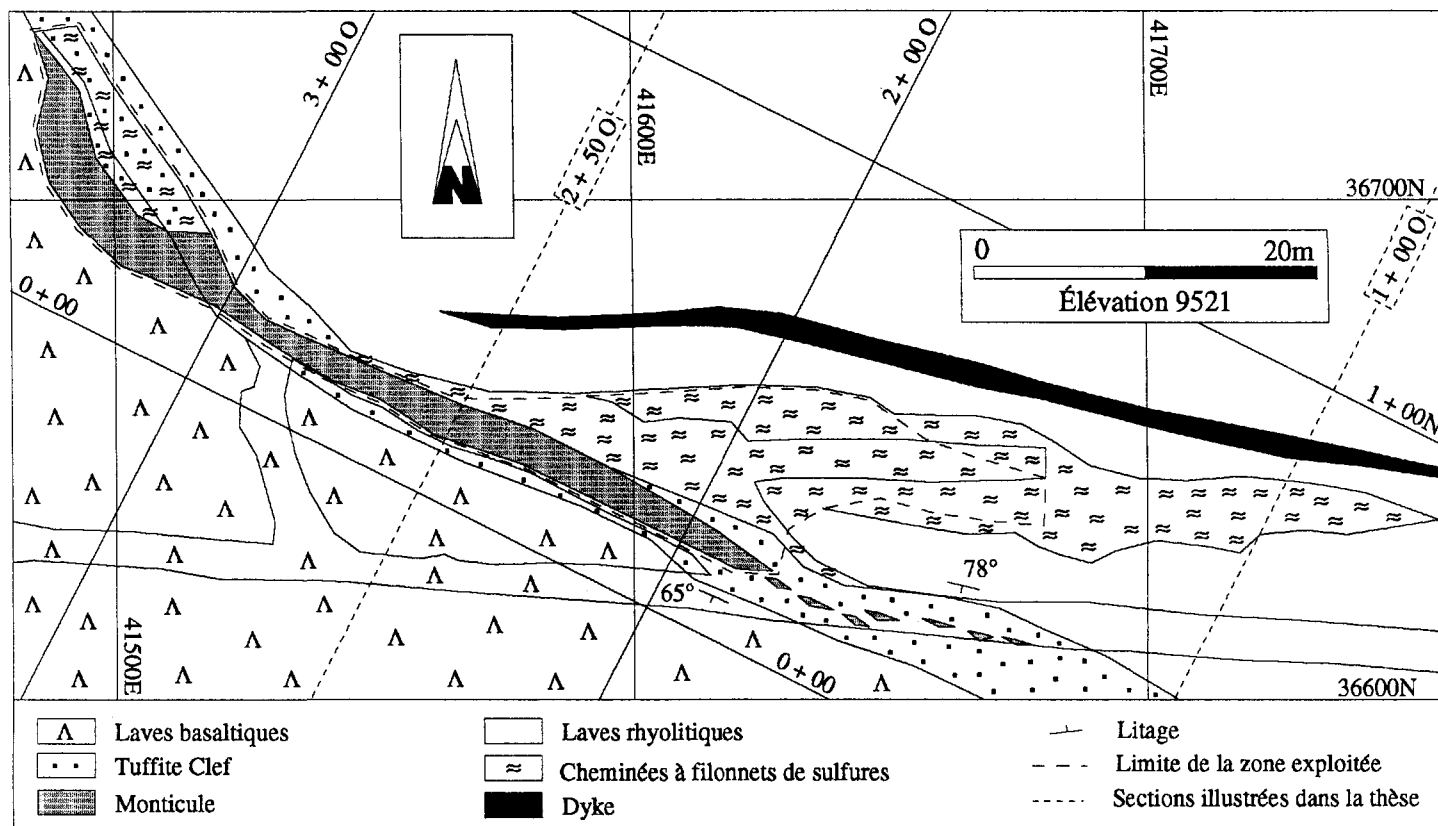 3 + 00 O
2 + 50 O
41600E
2 + 00 O
41700E
36700N
1 + 00 O
N
0 20m
Élévation 9521
0 + 00
1 + 00N
78°
65°
41500E
0 + 00
36600N
Laves basaltiques
Tuffite Clef
Monticule
Laves rhyolitiques
Cheminées à filonnets de sulfures
Dyke
Litage
Limite de la zone exploitée
Sections illustrées dans la thèse